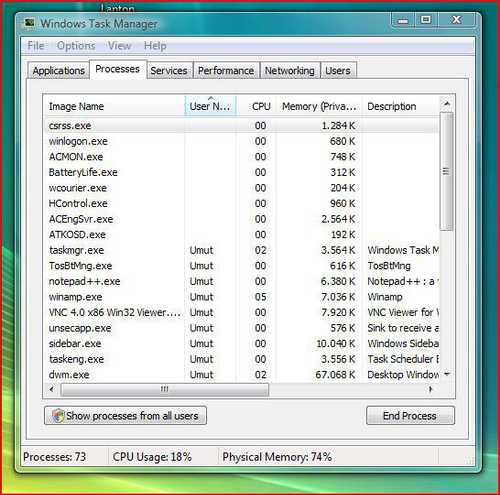 Laptop
Windows Task Manager
File Options View Help
Applications Processes Services Performance Networking Users
Image Name User N... CPU Memory (Priva... Description
csrss.exe 00 1.284 K
winlogon.exe 00 680 K
ACMON.exe 00 748 K
BatteryLife.exe 00 312 K
wcourier.exe 00 204 K
HControl.exe 00 960 K
ACEngSvr.exe 00 2.564 K
ATKOSD.exe 00 192 K
taskmgr.exe Umut 02 3.564 K Windows Task M
TosBtMng.exe Umut 00 616 K TosBtMng
notepad++.exe Umut 00 6.380 K Notepad++ : a
winamp.exe Umut 05 7.036 K Winamp
VNC 4.0 x86 Win32 Viewer.... Umut 00 7.920 K VNC Viewer for
unsecapp.exe Umut 00 576 K Sink to receive a
sidebar.exe Umut 00 10.040 K Windows Sideba
taskeng.exe Umut 00 3.556 K Task Scheduler E
dwm.exe Umut 02 67.068 K Desktop Window
Show processes from all users End Process
Processes: 73 CPU Usage: 18% Physical Memory: 74%